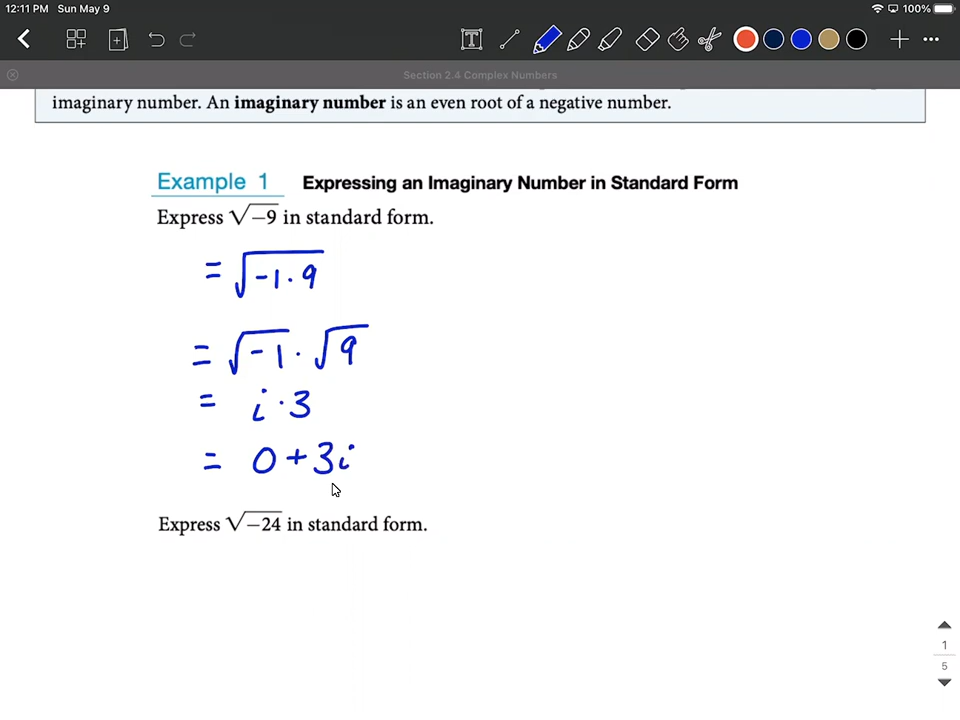 12:11 PM Sun May 9 100%
Section 2.4 Complex Numbers
imaginary number. An imaginary number is an even root of a negative number.
Example 1 Expressing an Imaginary Number in Standard Form
Express √−9 in standard form.
= √-1·9
= √-1 · √9
= i·3
= 0+3i
Express √−24 in standard form.
1
5